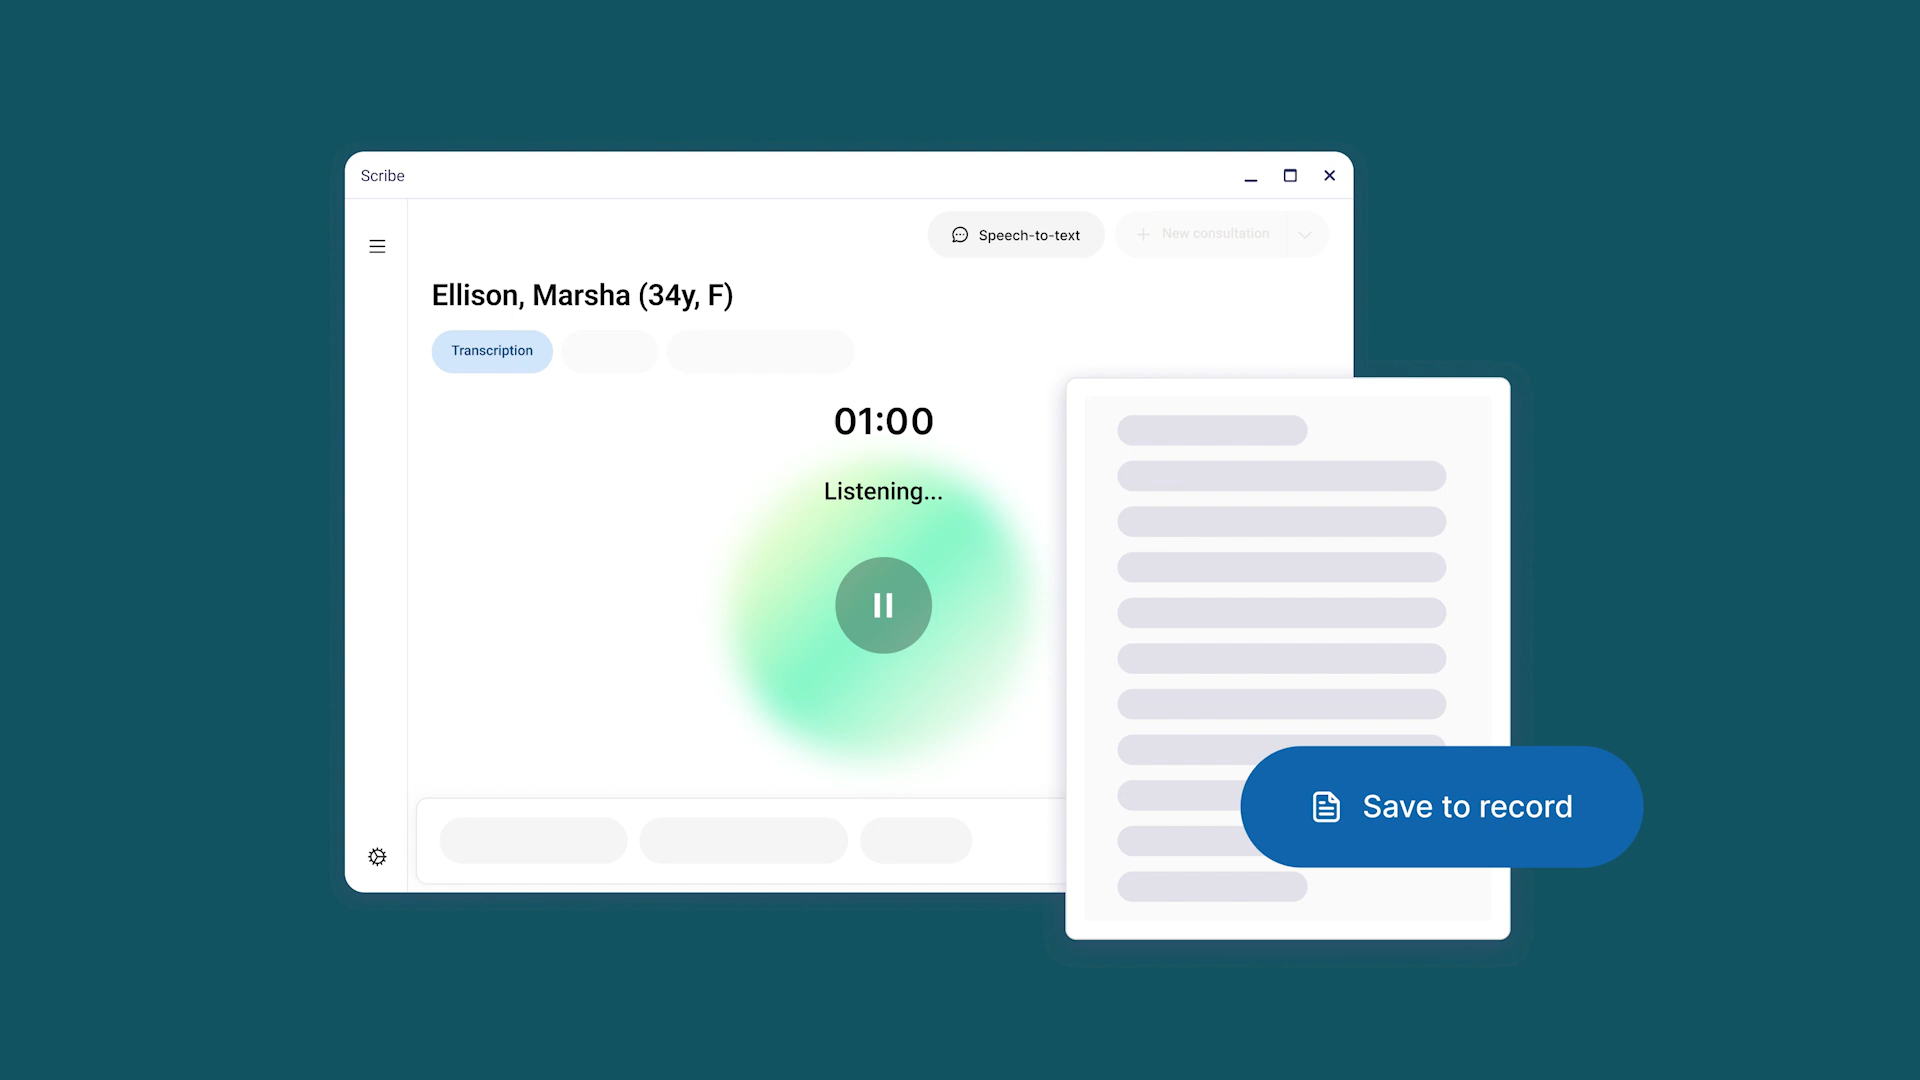 Scribe
Speech-to-text
New consultation
Ellison, Marsha (34y, F)
Transcription
01:00
Listening...
Save to record